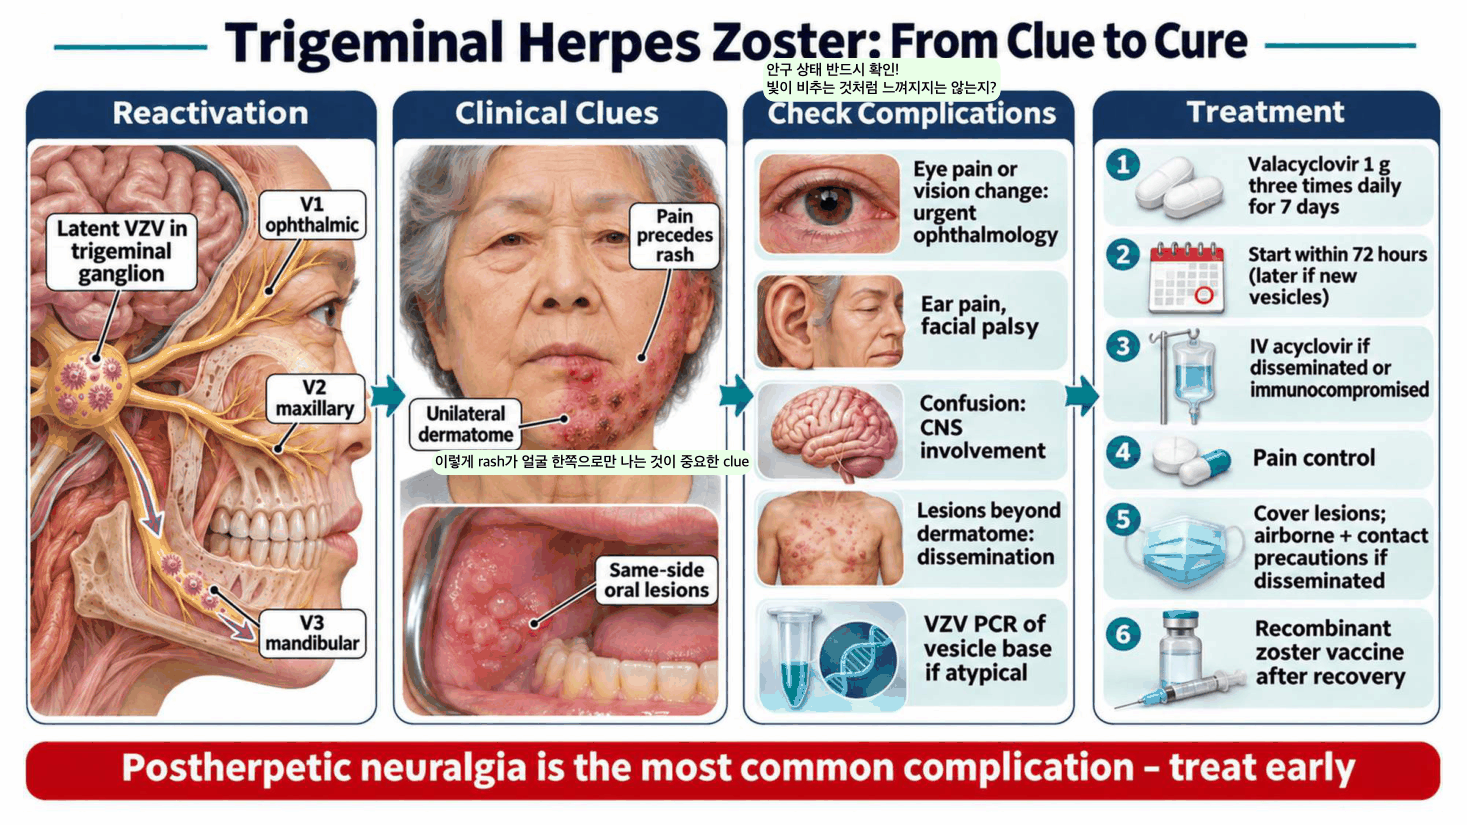 Trigeminal Herpes Zoster: From Clue to Cure
안구 상태 반드시 확인!
빛이 비추는 것처럼 느껴지지는 않는지?
Reactivation
Latent VZV in
trigeminal
ganglion
V1
ophthalmic
V2
maxillary
V3
mandibular
Clinical Clues
Pain
precedes
rash
Unilateral
dermatome
이렇게 rash가 얼굴 한쪽으로만 나는 것이 중요한 clue
Same-side
oral lesions
Check Complications
Eye pain or
vision change:
urgent
ophthalmology
Ear pain,
facial palsy
Confusion:
CNS
involvement
Lesions beyond
dermatome:
dissemination
VZV PCR of
vesicle base
if atypical
Treatment
1
Valacyclovir 1 g
three times daily
for 7 days
2
Start within 72 hours
(later if new
vesicles)
3
IV acyclovir if
disseminated or
immunocompromised
4
Pain control
5
Cover lesions;
airborne + contact
precautions if
disseminated
6
Recombinant
zoster vaccine
after recovery
Postherpetic neuralgia is the most common complication – treat early